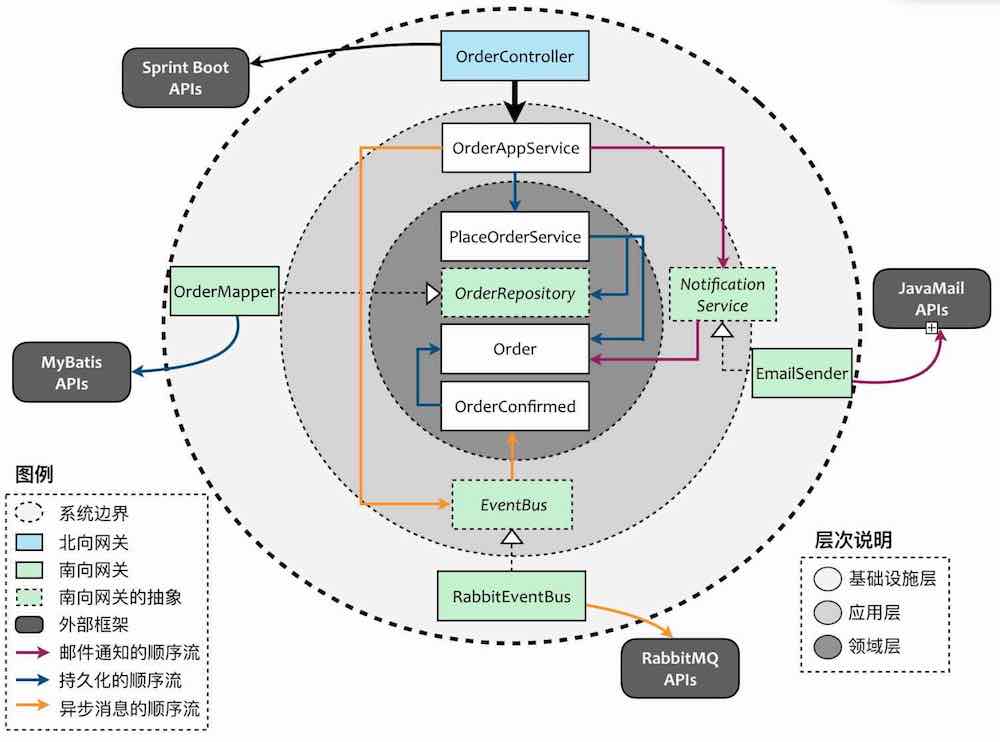 OrderController
Sprint Boot
APIs
OrderAppService
PlaceOrderService
OrderMapper
OrderRepository
Notification
Service
JavaMail
APIs
Order
MyBatis
APIs
EmailSender
OrderConfirmed
EventBus
RabbitEventBus
RabbitMQ
APIs
图例
系统边界
北向网关
南向网关
南向网关的抽象
外部框架
邮件通知的顺序流
持久化的顺序流
异步消息的顺序流
层次说明
基础设施层
应用层
领域层